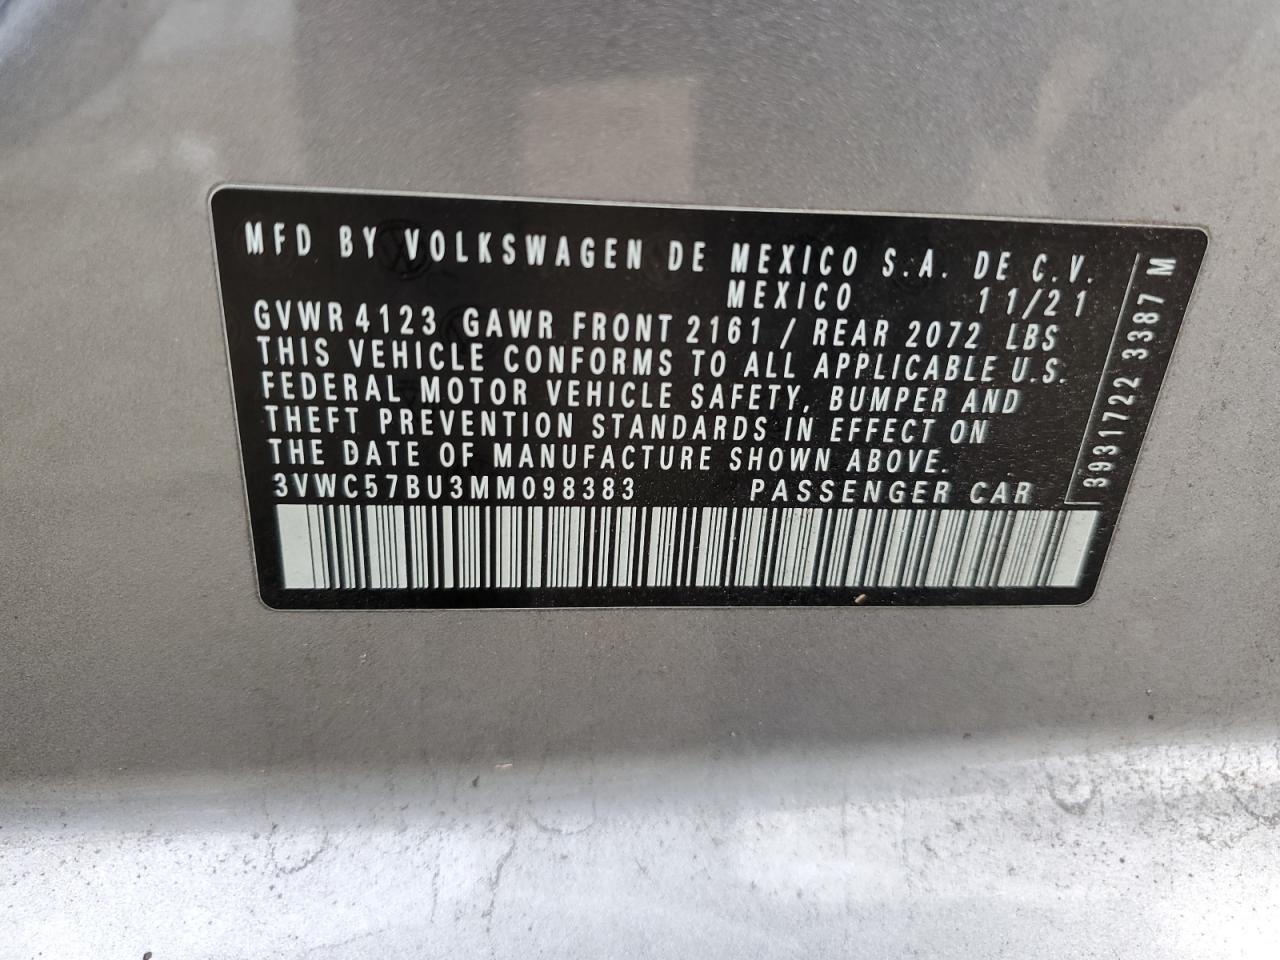 MFD BY VOLKSWAGEN DE MEXICO S.A. DE C.V.
MEXICO 11/21
GVWR 4123 GAWR FRONT 2161 / REAR 2072 LBS
THIS VEHICLE CONFORMS TO ALL APPLICABLE U.S.
FEDERAL MOTOR VEHICLE SAFETY, BUMPER AND
THEFT PREVENTION STANDARDS IN EFFECT ON
THE DATE OF MANUFACTURE SHOWN ABOVE.
3VWC57BU3MM098383 PASSENGER CAR
3931722 3387 M